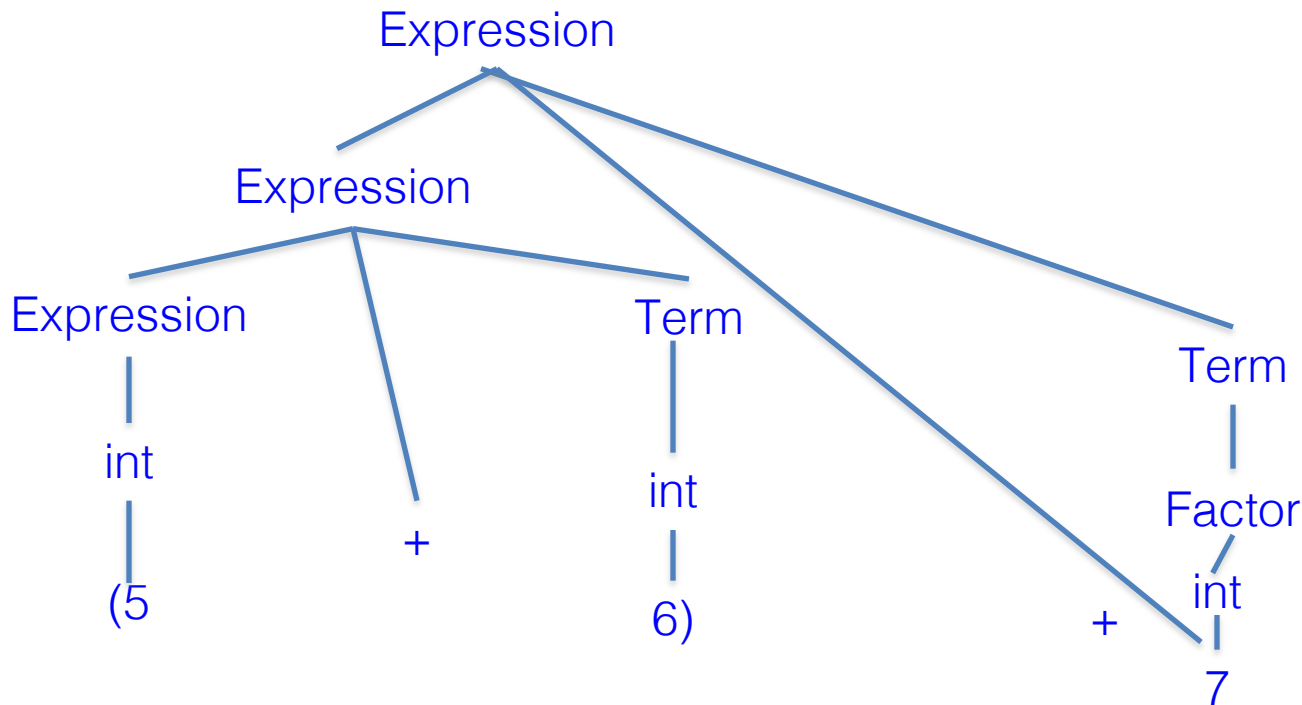 Expression
Expression
Expression
Term
Term
int
int
Factor
+
int
(5
6)
+
7